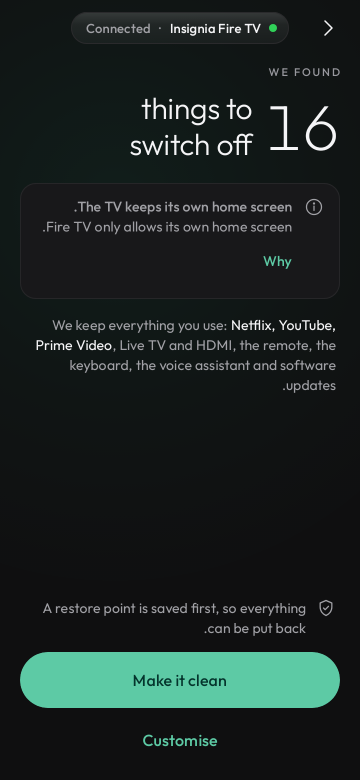 Connected · Insignia Fire TV
WE FOUND
16
things to
switch off
The TV keeps its own home screen.
Fire TV only allows its own home screen.
Why
We keep everything you use: Netflix, YouTube,
Prime Video, Live TV and HDMI, the remote, the
keyboard, the voice assistant and software
updates.
A restore point is saved first, so everything
can be put back.
Make it clean
Customise